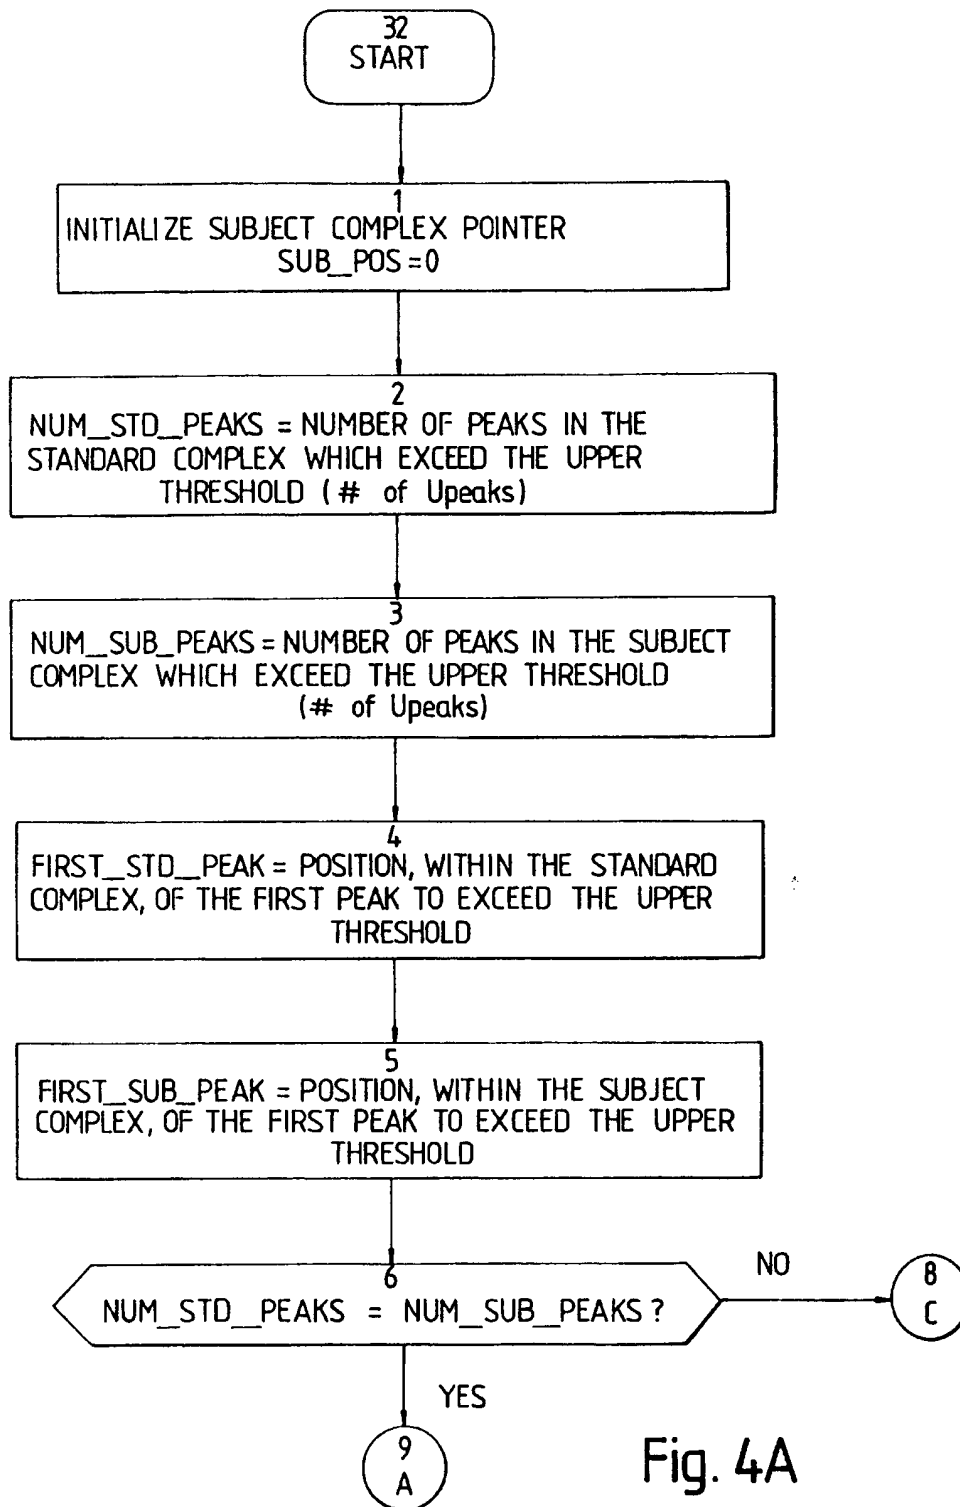 32
START
1
INITIALIZE SUBJECT COMPLEX POINTER
SUB_POS=0
2
NUM_STD_PEAKS = NUMBER OF PEAKS IN THE
STANDARD COMPLEX WHICH EXCEED THE UPPER
THRESHOLD (# of Upeaks)
3
NUM_SUB_PEAKS = NUMBER OF PEAKS IN THE SUBJECT
COMPLEX WHICH EXCEED THE UPPER THRESHOLD
(# of Upeaks)
4
FIRST_STD_PEAK = POSITION, WITHIN THE STANDARD
COMPLEX, OF THE FIRST PEAK TO EXCEED THE UPPER
THRESHOLD
5
FIRST_SUB_PEAK = POSITION, WITHIN THE SUBJECT
COMPLEX, OF THE FIRST PEAK TO EXCEED THE UPPER
THRESHOLD
6
NUM_STD_PEAKS = NUM_SUB_PEAKS ?
NO
8
C
YES
9
A
Fig. 4A